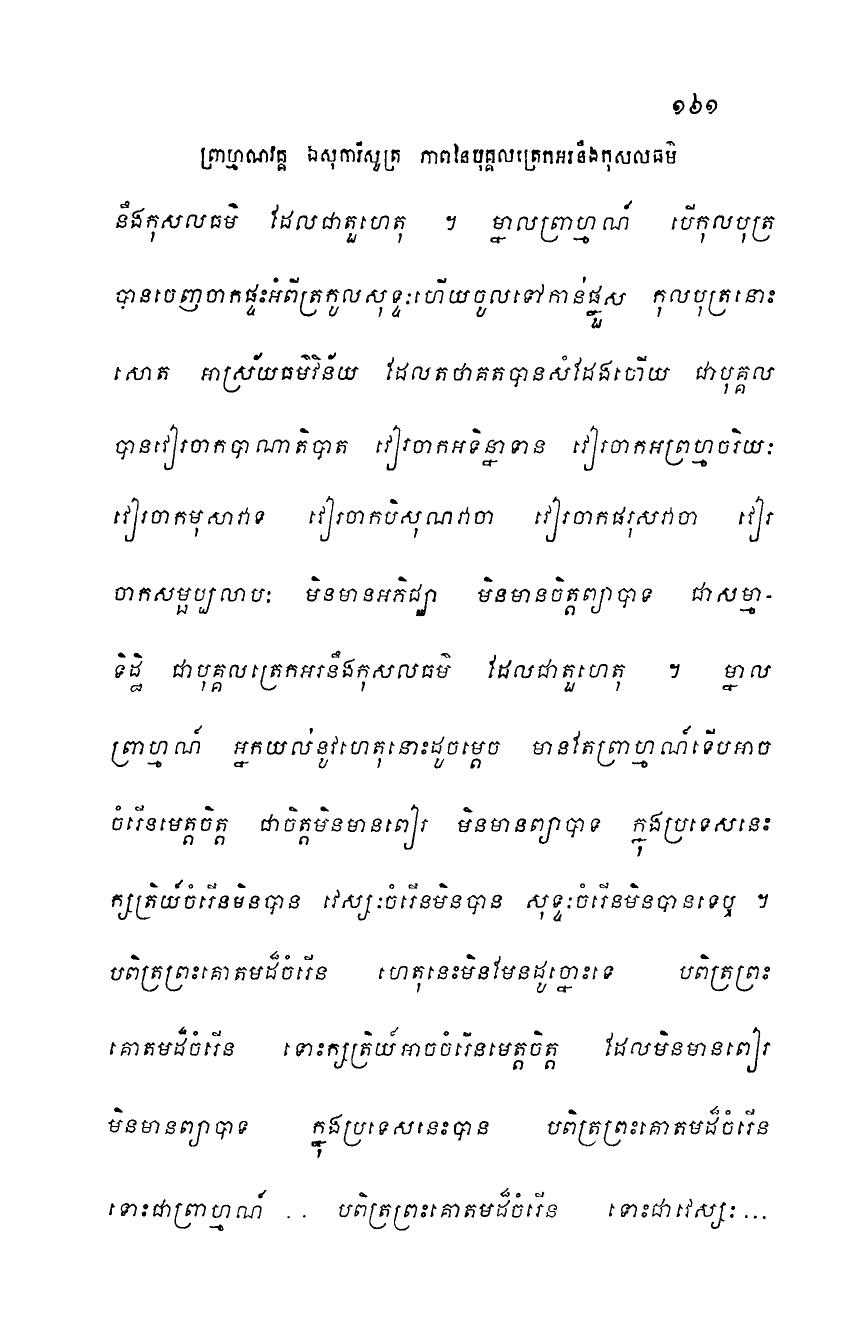 ១៦១
ព្រាហ្មណវគ្គ ឯសុការីសូត្រ ភាពនៃបុគ្គលត្រេកអរនឹងកុសលធម៌
នឹងកុសលធម៌ ដែលជាតួហេតុ ។ ម្នាលព្រាហ្មណ៍ បើកុលបុត្រ
បានចេញចាកផ្ទះអំពីត្រកូលសុទ្ទៈហើយចូលទៅកាន់ផ្នួស កុលបុត្រនោះ
សោត អាស្រ័យធម៌វិន័យ ដែលតថាគតបានសំដែងហើយ ជាបុគ្គល
បានវៀរចាកបាណាតិបាត វៀរចាកអទិន្នាទាន វៀរចាកអព្រហ្មចរិយៈ
វៀរចាកមុសាវាទ វៀរចាកបិសុណវាចា វៀរចាកផរុសវាចា វៀរ
ចាកសម្ផប្បលាបៈ មិនមានអភិជ្ឈា មិនមានចិត្តព្យាបាទ ជាសម្មា-
ទិដ្ឋិ ជាបុគ្គលត្រេកអរនឹងកុសលធម៌ ដែលជាតួហេតុ ។ ម្នាល
ព្រាហ្មណ៍ អ្នកយល់នូវហេតុនោះដូចម្តេច មានតែព្រាហ្មណ៍ទើបអាច
ចំរើនមេត្តចិត្ត ជាចិត្តមិនមានពៀរ មិនមានព្យាបាទ ក្នុងប្រទេសនេះ
ក្សត្រិយ៍ចំរើនមិនបាន វេស្សៈចំរើនមិនបាន សុទ្ទៈចំរើនមិនបានទេឬ ។
បពិត្រព្រះគោតមដ៏ចំរើន ហេតុនេះមិនមែនដូច្នោះទេ បពិត្រព្រះ
គោតមដ៏ចំរើន ទោះក្សត្រិយ៍អាចចំរើនមេត្តចិត្ត ដែលមិនមានពៀរ
មិនមានព្យាបាទ ក្នុងប្រទេសនេះបាន បពិត្រព្រះគោតមដ៏ចំរើន
ទោះជាព្រាហ្មណ៍ .. បពិត្រព្រះគោតមដ៏ចំរើន ទោះជាវេស្សៈ ...